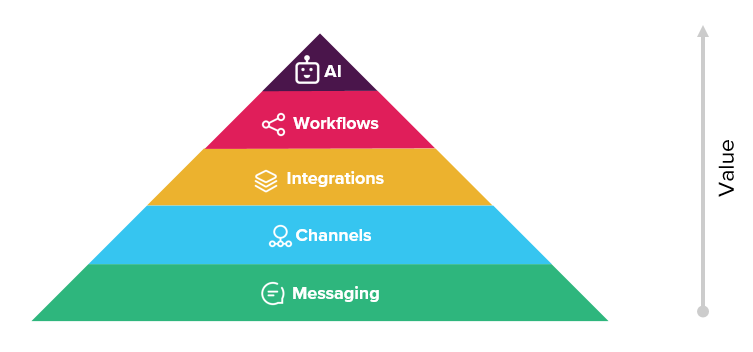 AI
Workflows
Integrations
Channels
Messaging
Value